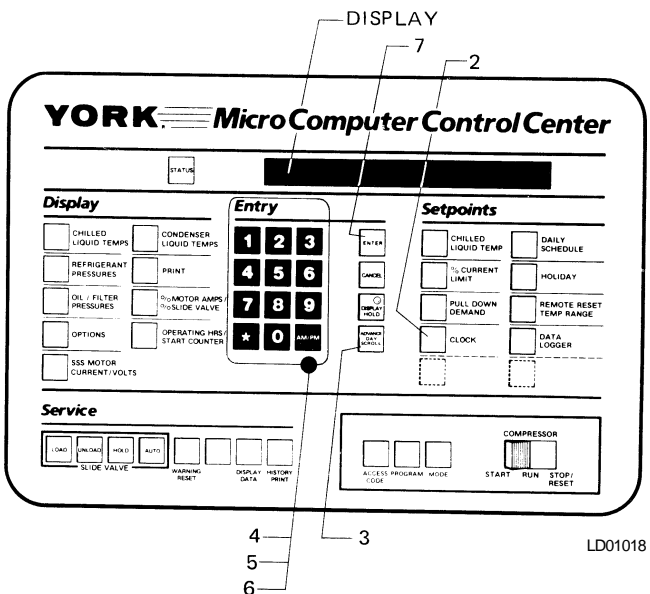 DISPLAY
7
2
YORK. Micro Computer Control Center
STATUS
Display
CHILLED
LIQUID TEMPS
CONDENSER
LIQUID TEMPS
REFRIGERANT
PRESSURES
PRINT
OIL / FILTER
PRESSURES
%MOTOR AMPS/
%SLIDE VALVE
OPTIONS
OPERATING HRS/
START COUNTER
SSS MOTOR
CURRENT/VOLTS
Entry
1 2 3
4 5 6
7 8 9
* 0 AM/PM
ENTER
CANCEL
DISPLAY
HOLD
ADVANCE
DAY
SCROLL
Setpoints
CHILLED
LIQUID TEMP
DAILY
SCHEDULE
% CURRENT
LIMIT
HOLIDAY
PULL DOWN
DEMAND
REMOTE RESET
TEMP RANGE
CLOCK
DATA
LOGGER
Service
LOAD UNLOAD HOLD AUTO
SLIDE VALVE
WARNING
RESET
DISPLAY
DATA
HISTORY
PRINT
ACCESS
CODE
PROGRAM
MODE
COMPRESSOR
START RUN STOP/
RESET
4
5
6
3
LD01018